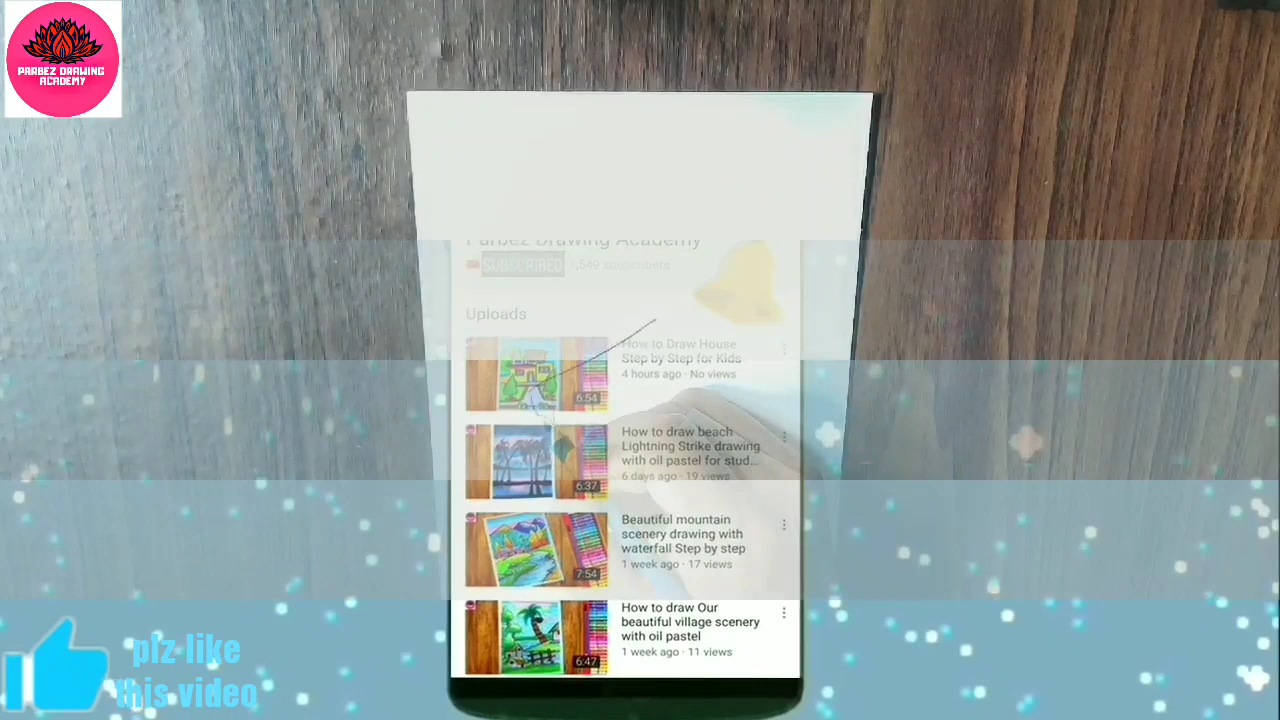 PARBEZ DRAWING
ACADEMY
Parbez Drawing Academy
SUBSCRIBED ,549 subscribers
Uploads
How to Draw House
Step by Step for Kids
4 hours ago · No views
6:54
How to draw beach
Lightning Strike drawing
with oil pastel for stud...
6 days ago · 19 views
6:37
Beautiful mountain
scenery drawing with
waterfall Step by step
1 week ago · 17 views
7:54
How to draw Our
beautiful village scenery
with oil pastel
1 week ago · 11 views
6:47
plz like
this video